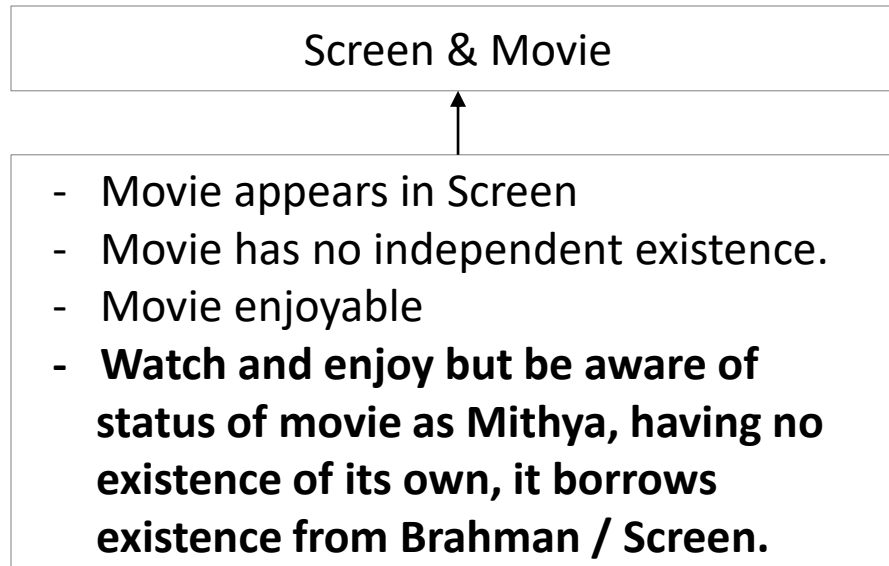 Screen & Movie
- Movie appears in Screen
- Movie has no independent existence.
- Movie enjoyable
- Watch and enjoy but be aware of
status of movie as Mithya, having no
existence of its own, it borrows
existence from Brahman / Screen.